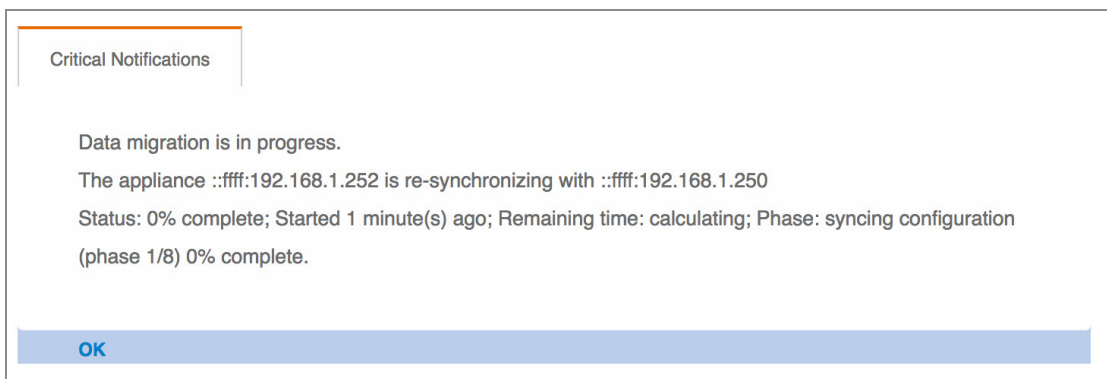 Critical Notifications
Data migration is in progress.
The appliance ::ffff:192.168.1.252 is re-synchronizing with ::ffff:192.168.1.250
Status: 0% complete; Started 1 minute(s) ago; Remaining time: calculating; Phase: syncing configuration
(phase 1/8) 0% complete.
OK